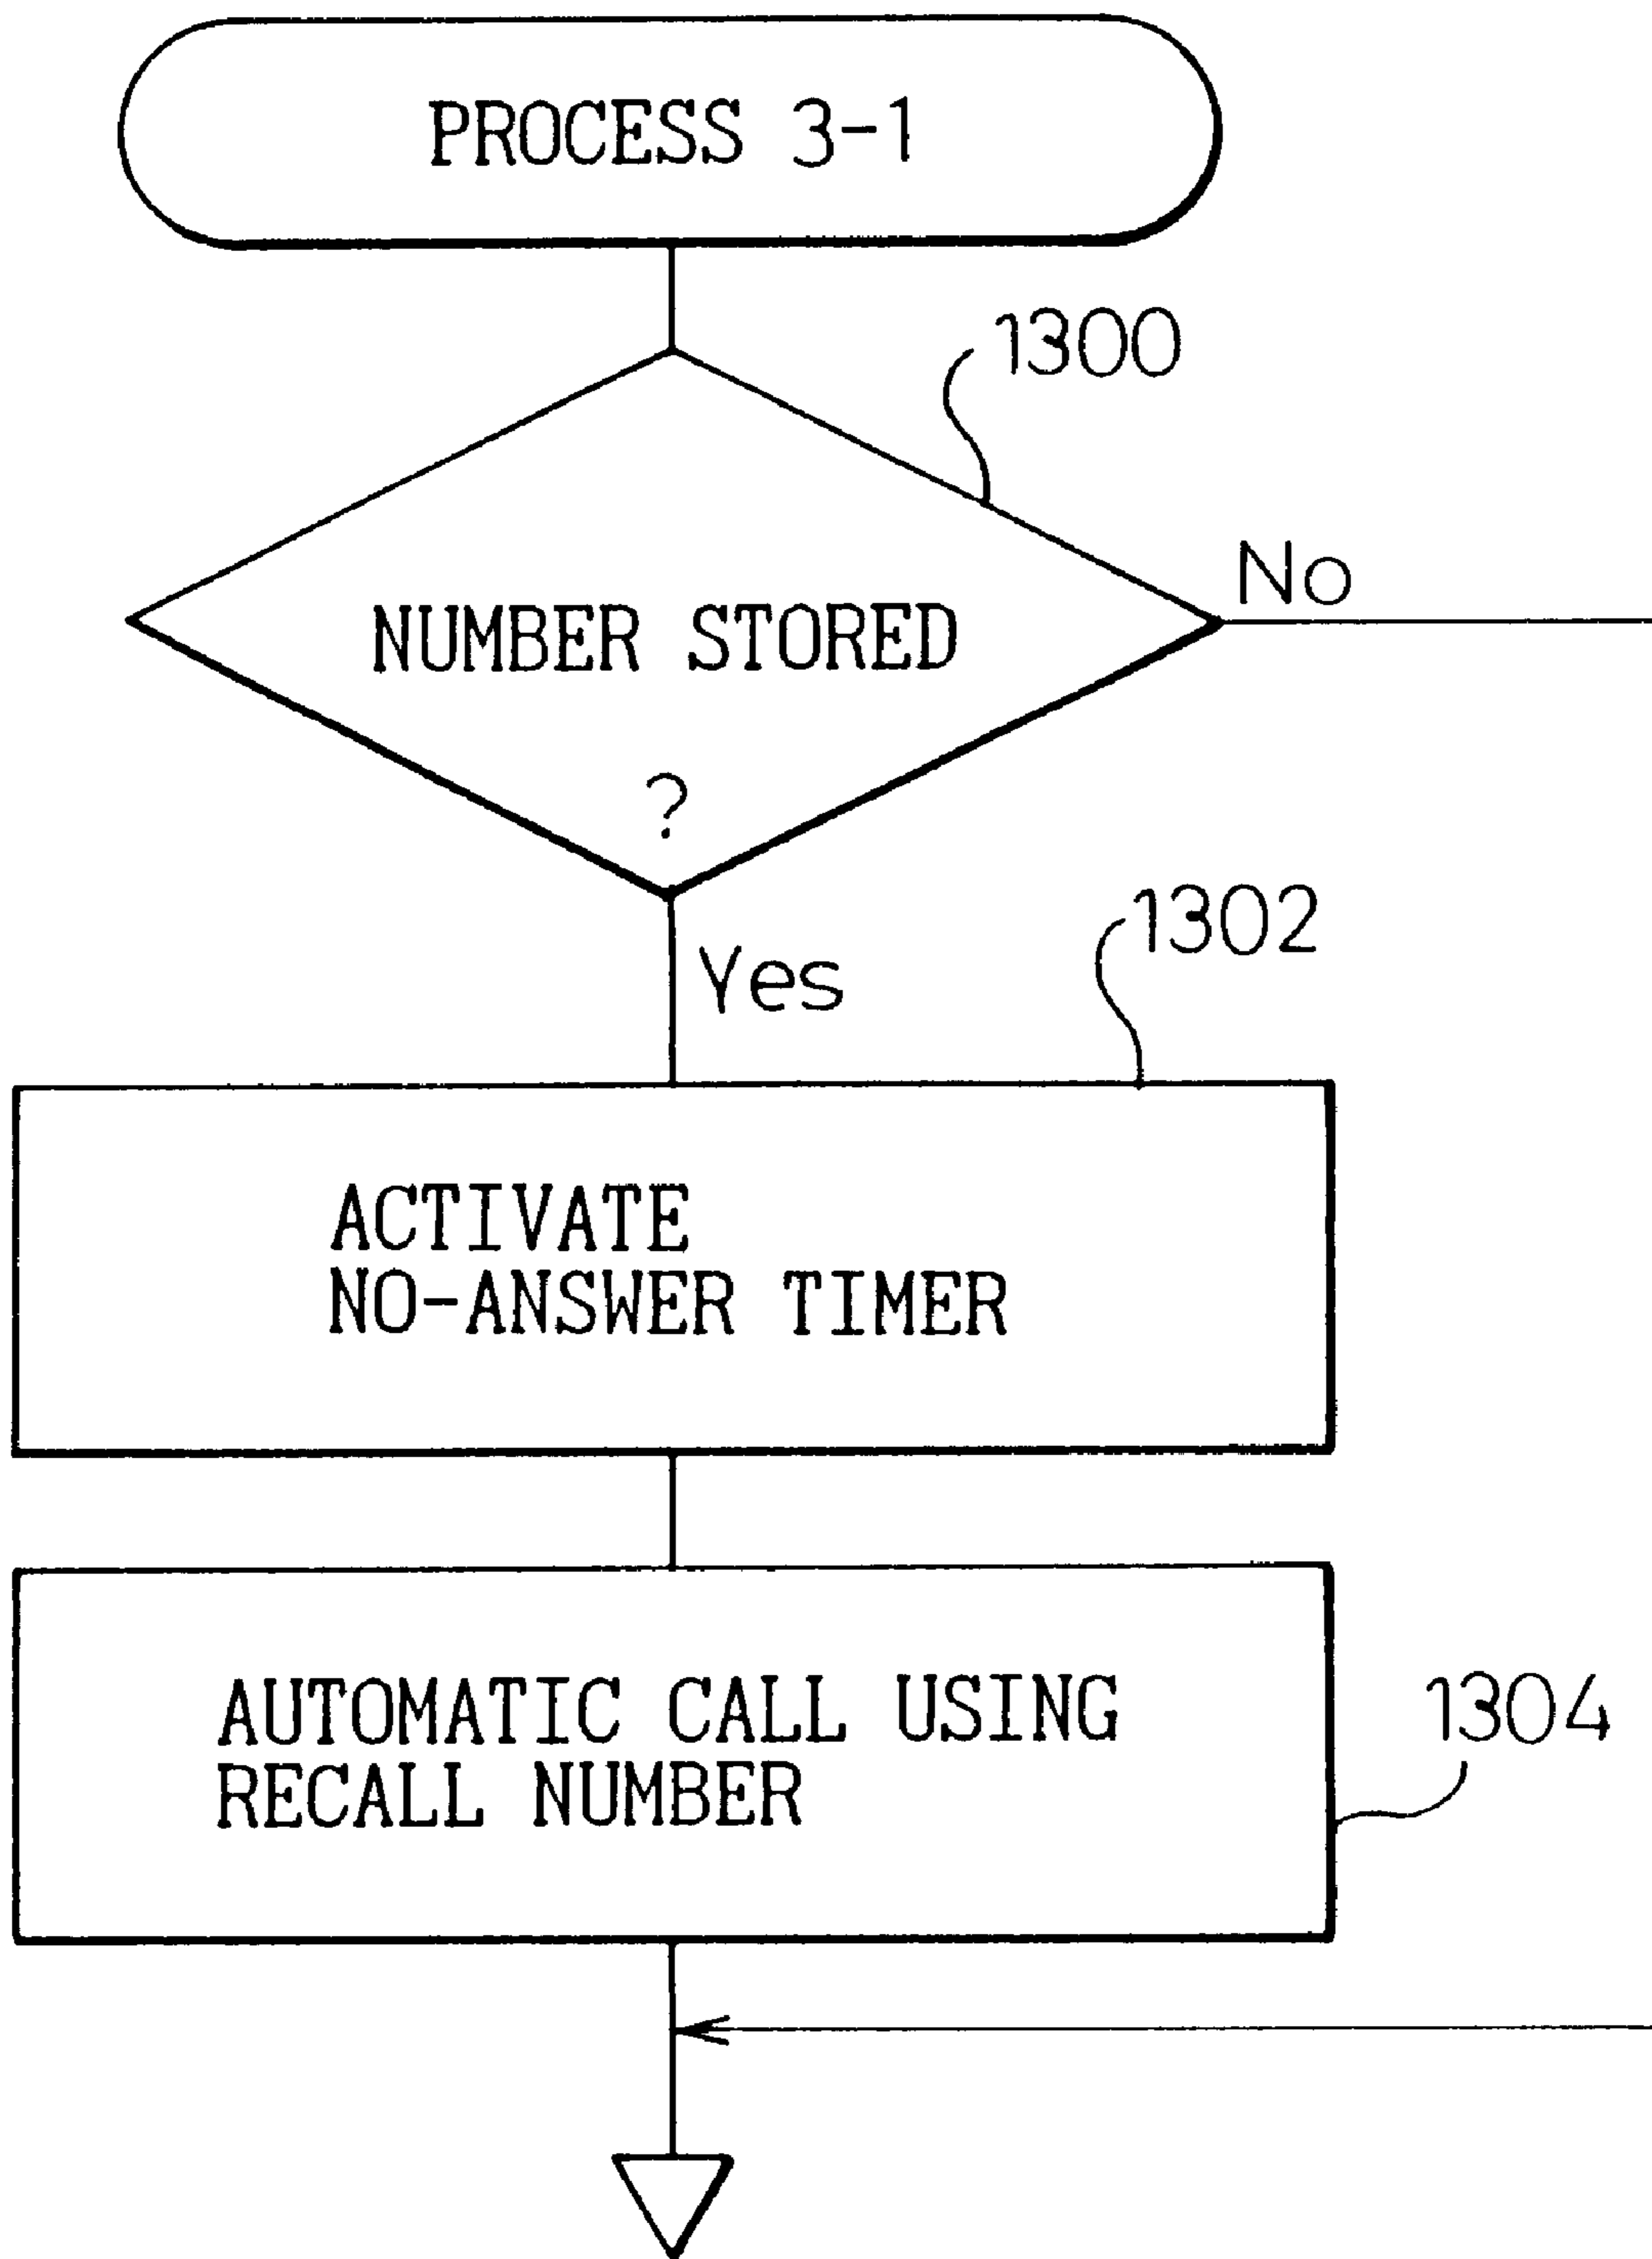 PROCESS 3-1
1300
No
NUMBER STORED
?
1302
Yes
ACTIVATE
NO-ANSWER TIMER
AUTOMATIC CALL USING
RECALL NUMBER
1304